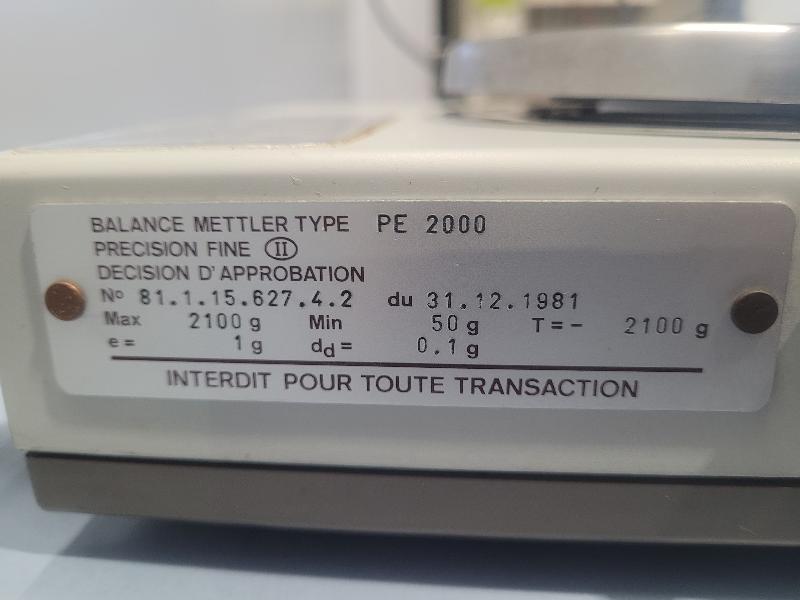 BALANCE METTLER TYPE PE 2000
PRECISION FINE II
DECISION D'APPROBATION
No 81.1.15.627.4.2 du 31.12.1981
Max 2100 g Min 50 g T=- 2100 g
e= 1 g dd= 0.1 g
INTERDIT POUR TOUTE TRANSACTION